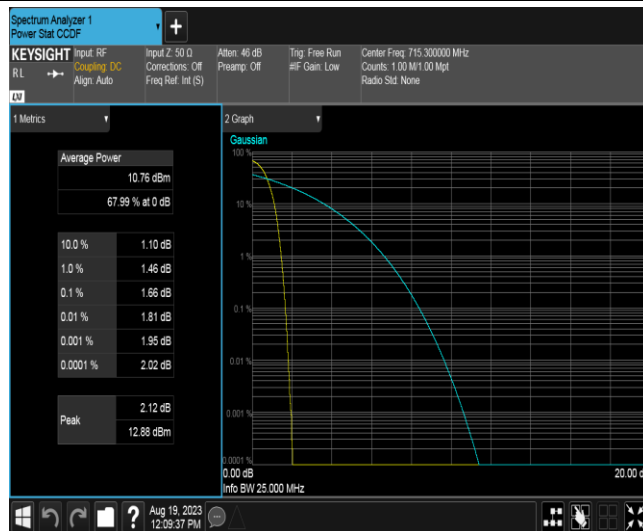 Spectrum Analyzer 1
Power Stat CCDF
KEYSIGHT
RL
LXI
Input: RF
Coupling: DC
Align: Auto
Input Z: 50 Ω
Corrections: Off
Freq Ref: Int (S)
Atten: 46 dB
Preamp: Off
Trig: Free Run
#IF Gain: Low
Center Freq: 715.300000 MHz
Counts: 1.00 M/1.00 Mpt
Radio Std: None
1 Metrics
Average Power
10.76 dBm
67.99 % at 0 dB
10.0 % 1.10 dB
1.0 % 1.46 dB
0.1 % 1.66 dB
0.01 % 1.81 dB
0.001 % 1.95 dB
0.0001 % 2.02 dB
Peak
2.12 dB
12.88 dBm
2 Graph
Gaussian
100 %
10 %
1 %
0.1 %
0.01 %
0.001 %
0.0001 %
0.00 dB
20.00 d
Info BW 25.000 MHz
?
Aug 19, 2023
12:09:37 PM